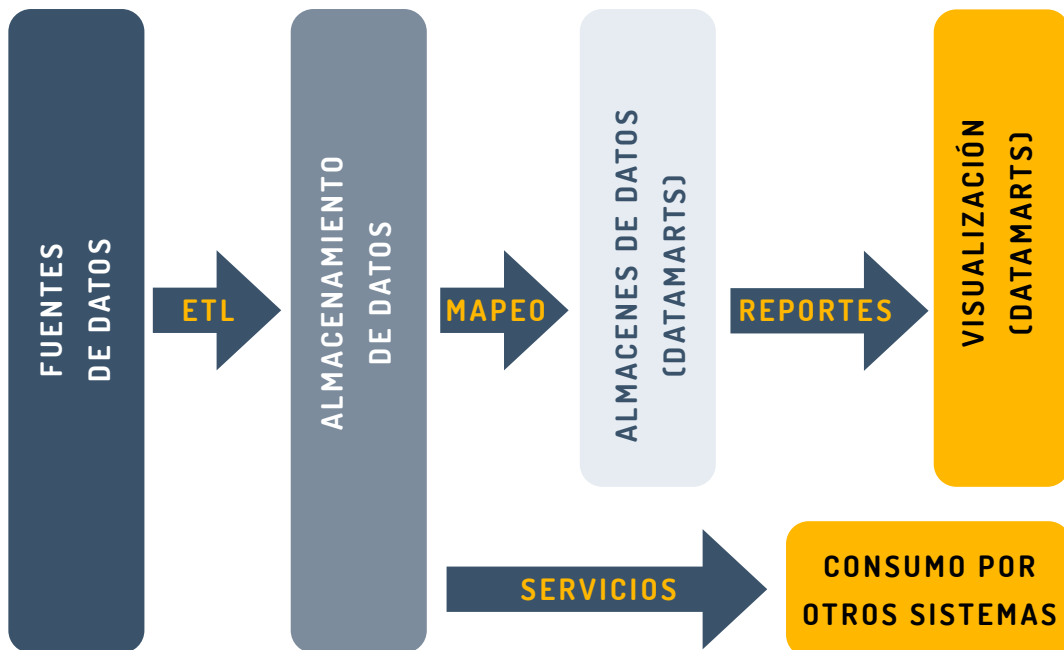 FUENTES
DE DATOS
ETL
ALMACENAMIENTO
DE DATOS
MAPEO
ALMACENES DE DATOS
(DATAMARTS)
REPORTES
VISUALIZACIÓN
(DATAMARTS)
SERVICIOS
CONSUMO POR
OTROS SISTEMAS